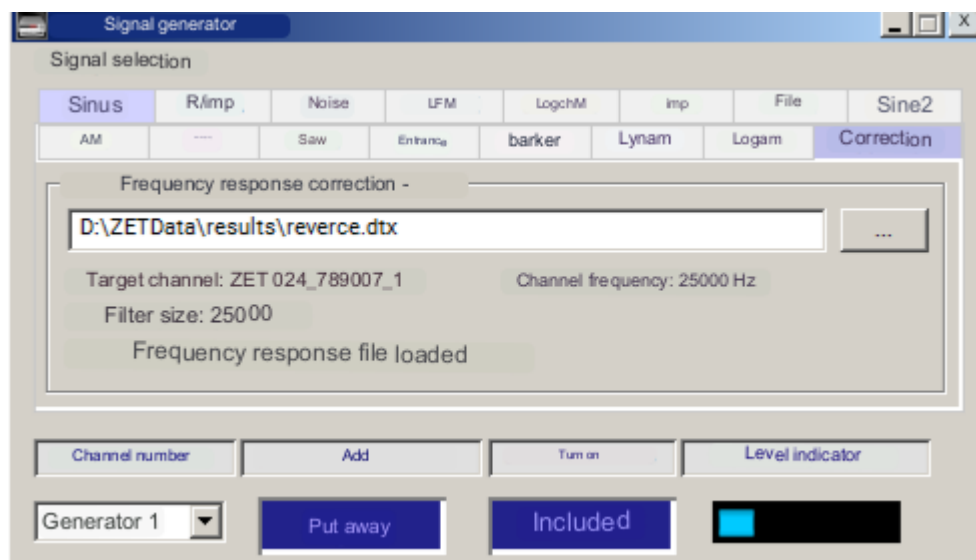 Signal generator
Signal selection
Sinus R/imp Noise LFM LogchM imp File Sine2
AM ---- Saw Entrance barker Lynam Logam Correction
Frequency response correction -
D:\ZETData\results\reverce.dtx ...
Target channel: ZET 024_789007_1 Channel frequency: 25000 Hz
Filter size: 25000
Frequency response file loaded
Channel number Add Turn on Level indicator
Generator 1 Put away Included